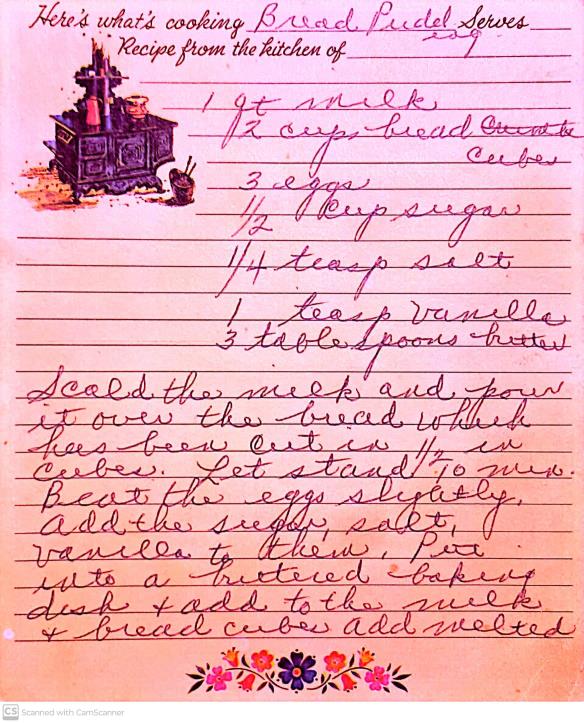 Here's what's cooking Bread Pudding Serves
Recipe from the kitchen of
1 qt milk
2 cups bread
cubes
3 eggs
1/2 cup sugar
1/4 teasp salt
1 teasp vanilla
3 tablespoons butter
Scald the milk and pour
it over the bread which
has been cut in 1/2 in
cubes. Let stand 10 min.
Beat the eggs slightly,
add the sugar, salt,
vanilla to them. Put
into a buttered baking
dish & add to the milk
& bread cubes add melted
CS Scanned with CamScanner